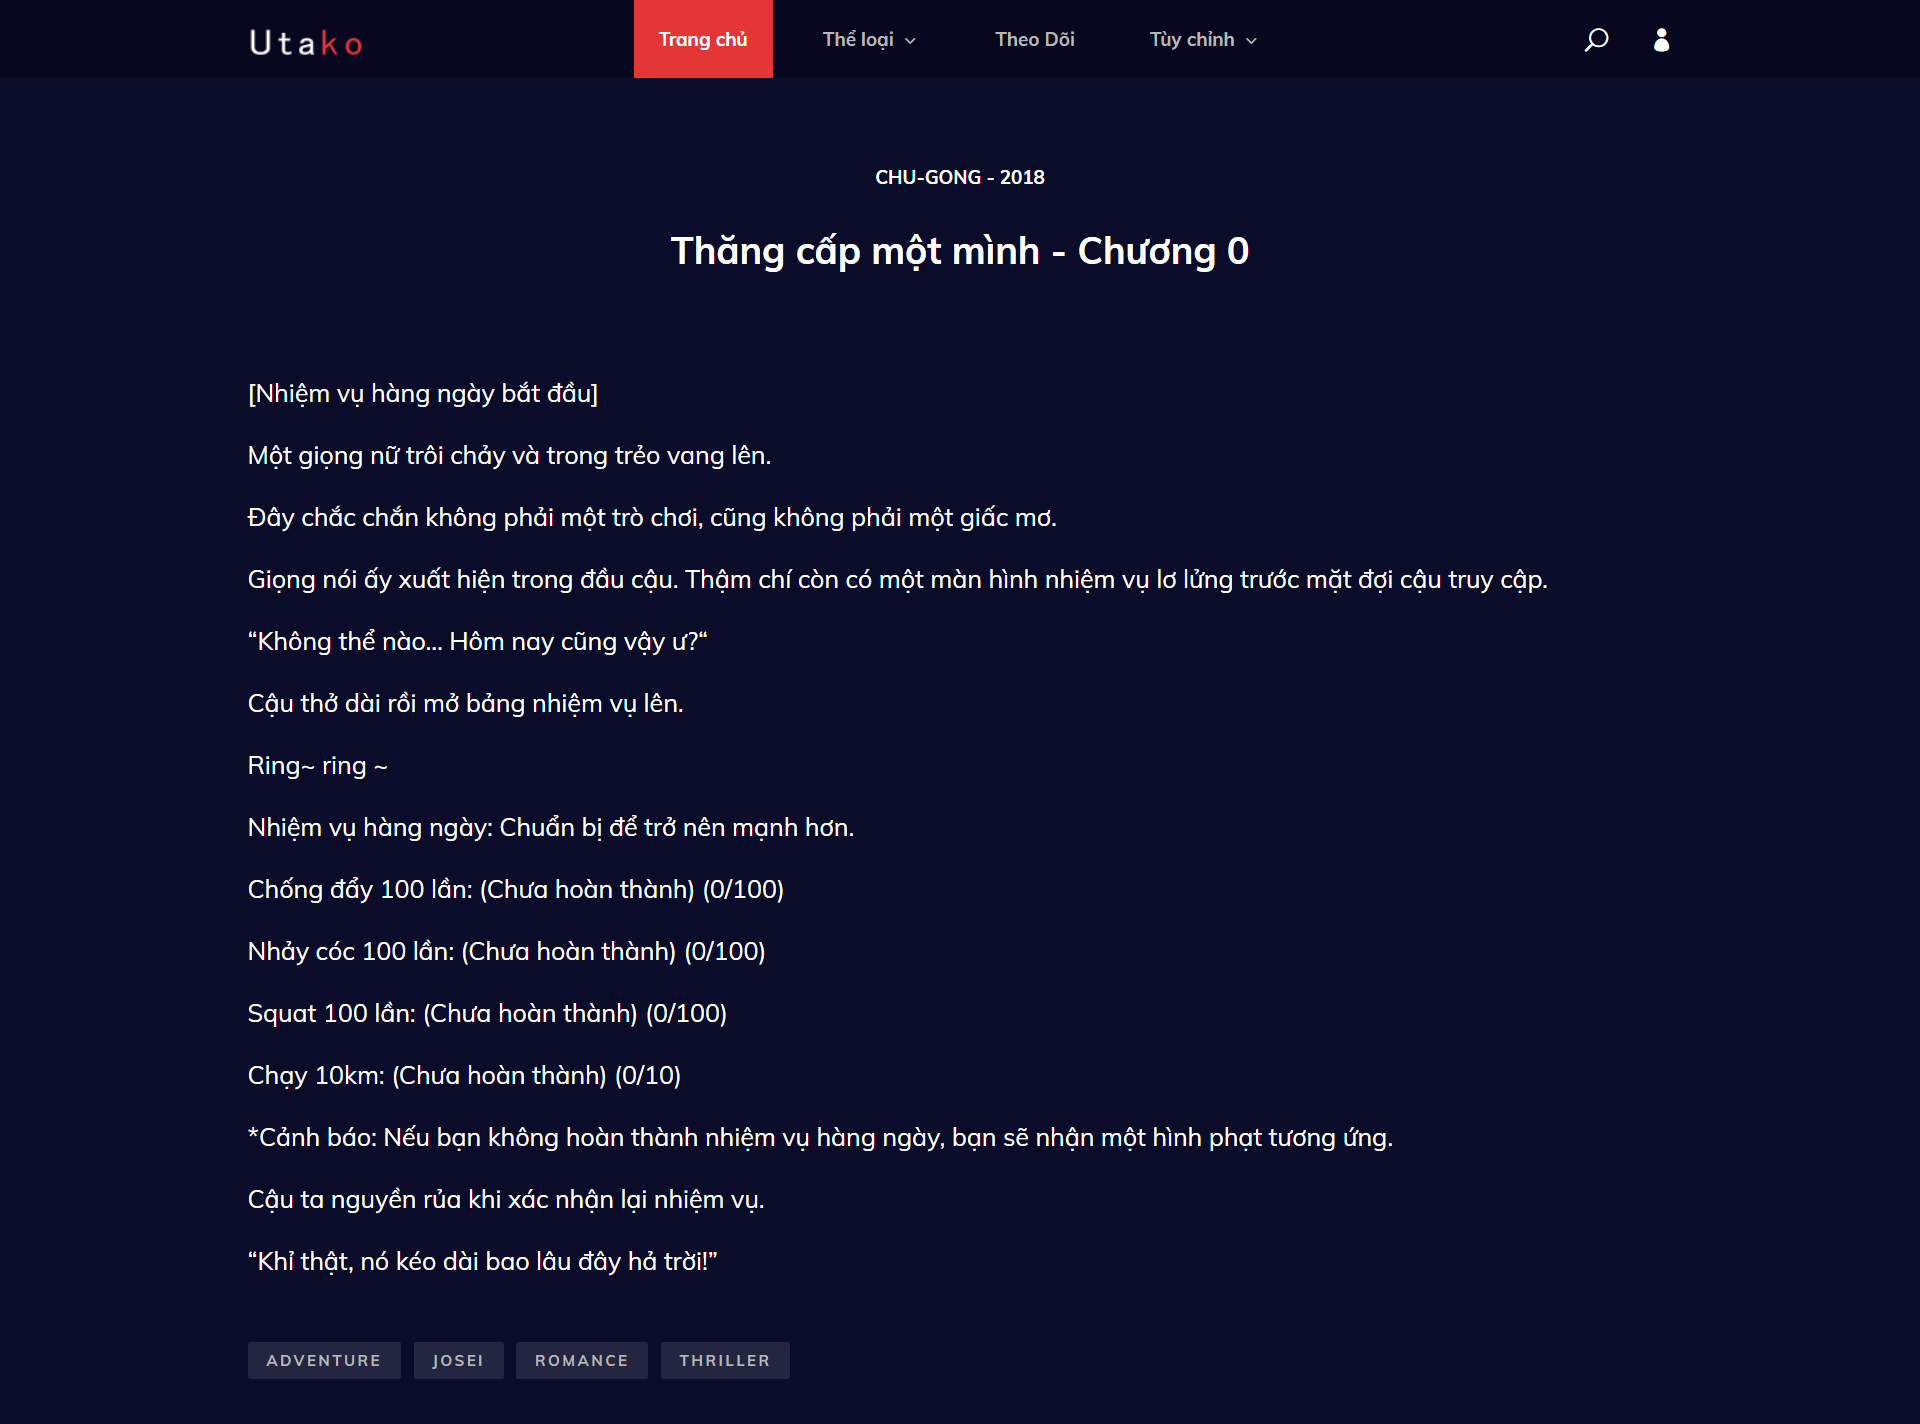 Utako
Trang chủ
Thể loại
Theo Dõi
Tùy chỉnh
CHU-GONG - 2018
Thăng cấp một mình - Chương 0
[Nhiệm vụ hàng ngày bắt đầu]
Một giọng nữ trôi chảy và trong trẻo vang lên.
Đây chắc chắn không phải một trò chơi, cũng không phải một giấc mơ.
Giọng nói ấy xuất hiện trong đầu cậu. Thậm chí còn có một màn hình nhiệm vụ lơ lửng trước mặt đợi cậu truy cập.
“Không thể nào... Hôm nay cũng vậy ư?“
Cậu thở dài rồi mở bảng nhiệm vụ lên.
Ring~ ring ~
Nhiệm vụ hàng ngày: Chuẩn bị để trở nên mạnh hơn.
Chống đẩy 100 lần: (Chưa hoàn thành) (0/100)
Nhảy cóc 100 lần: (Chưa hoàn thành) (0/100)
Squat 100 lần: (Chưa hoàn thành) (0/100)
Chạy 10km: (Chưa hoàn thành) (0/10)
*Cảnh báo: Nếu bạn không hoàn thành nhiệm vụ hàng ngày, bạn sẽ nhận một hình phạt tương ứng.
Cậu ta nguyền rủa khi xác nhận lại nhiệm vụ.
“Khỉ thật, nó kéo dài bao lâu đây hả trời!”
ADVENTURE
JOSEI
ROMANCE
THRILLER